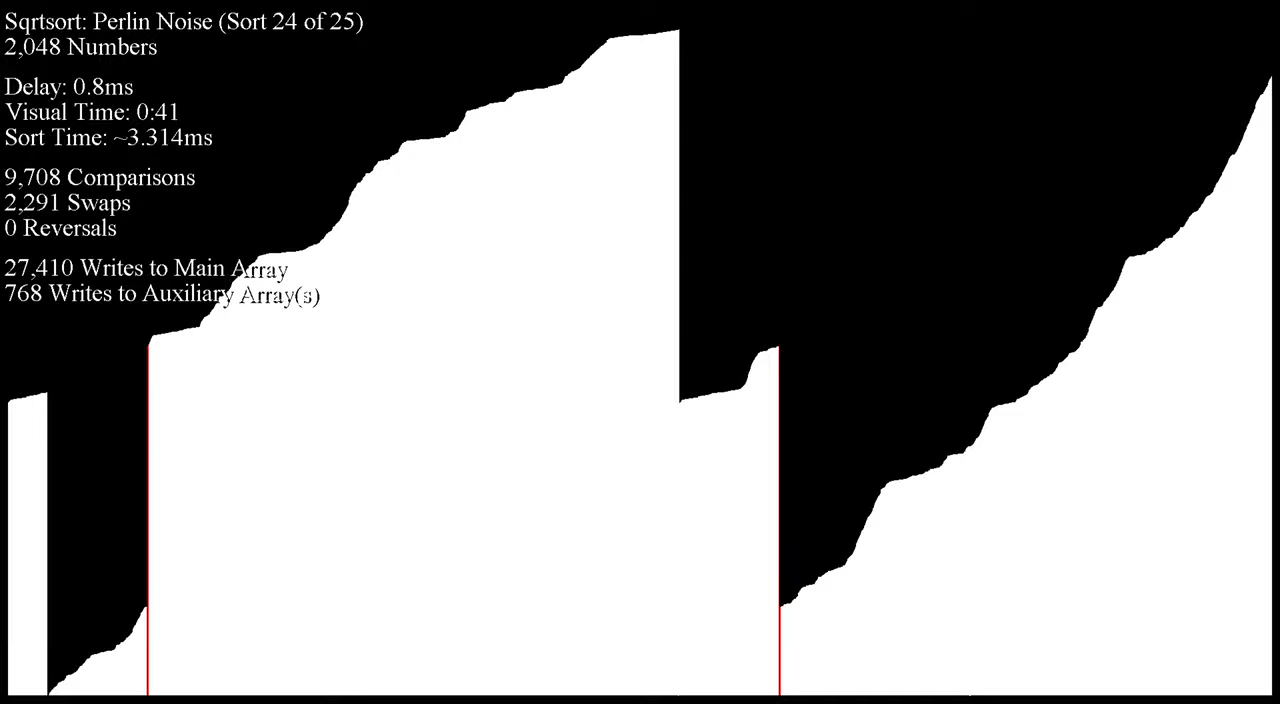 Sqrtsort: Perlin Noise (Sort 24 of 25)
2,048 Numbers
Delay: 0.8ms
Visual Time: 0:41
Sort Time: ~3.314ms
9,708 Comparisons
2,291 Swaps
0 Reversals
27,410 Writes to Main Array
768 Writes to Auxiliary Array(s)